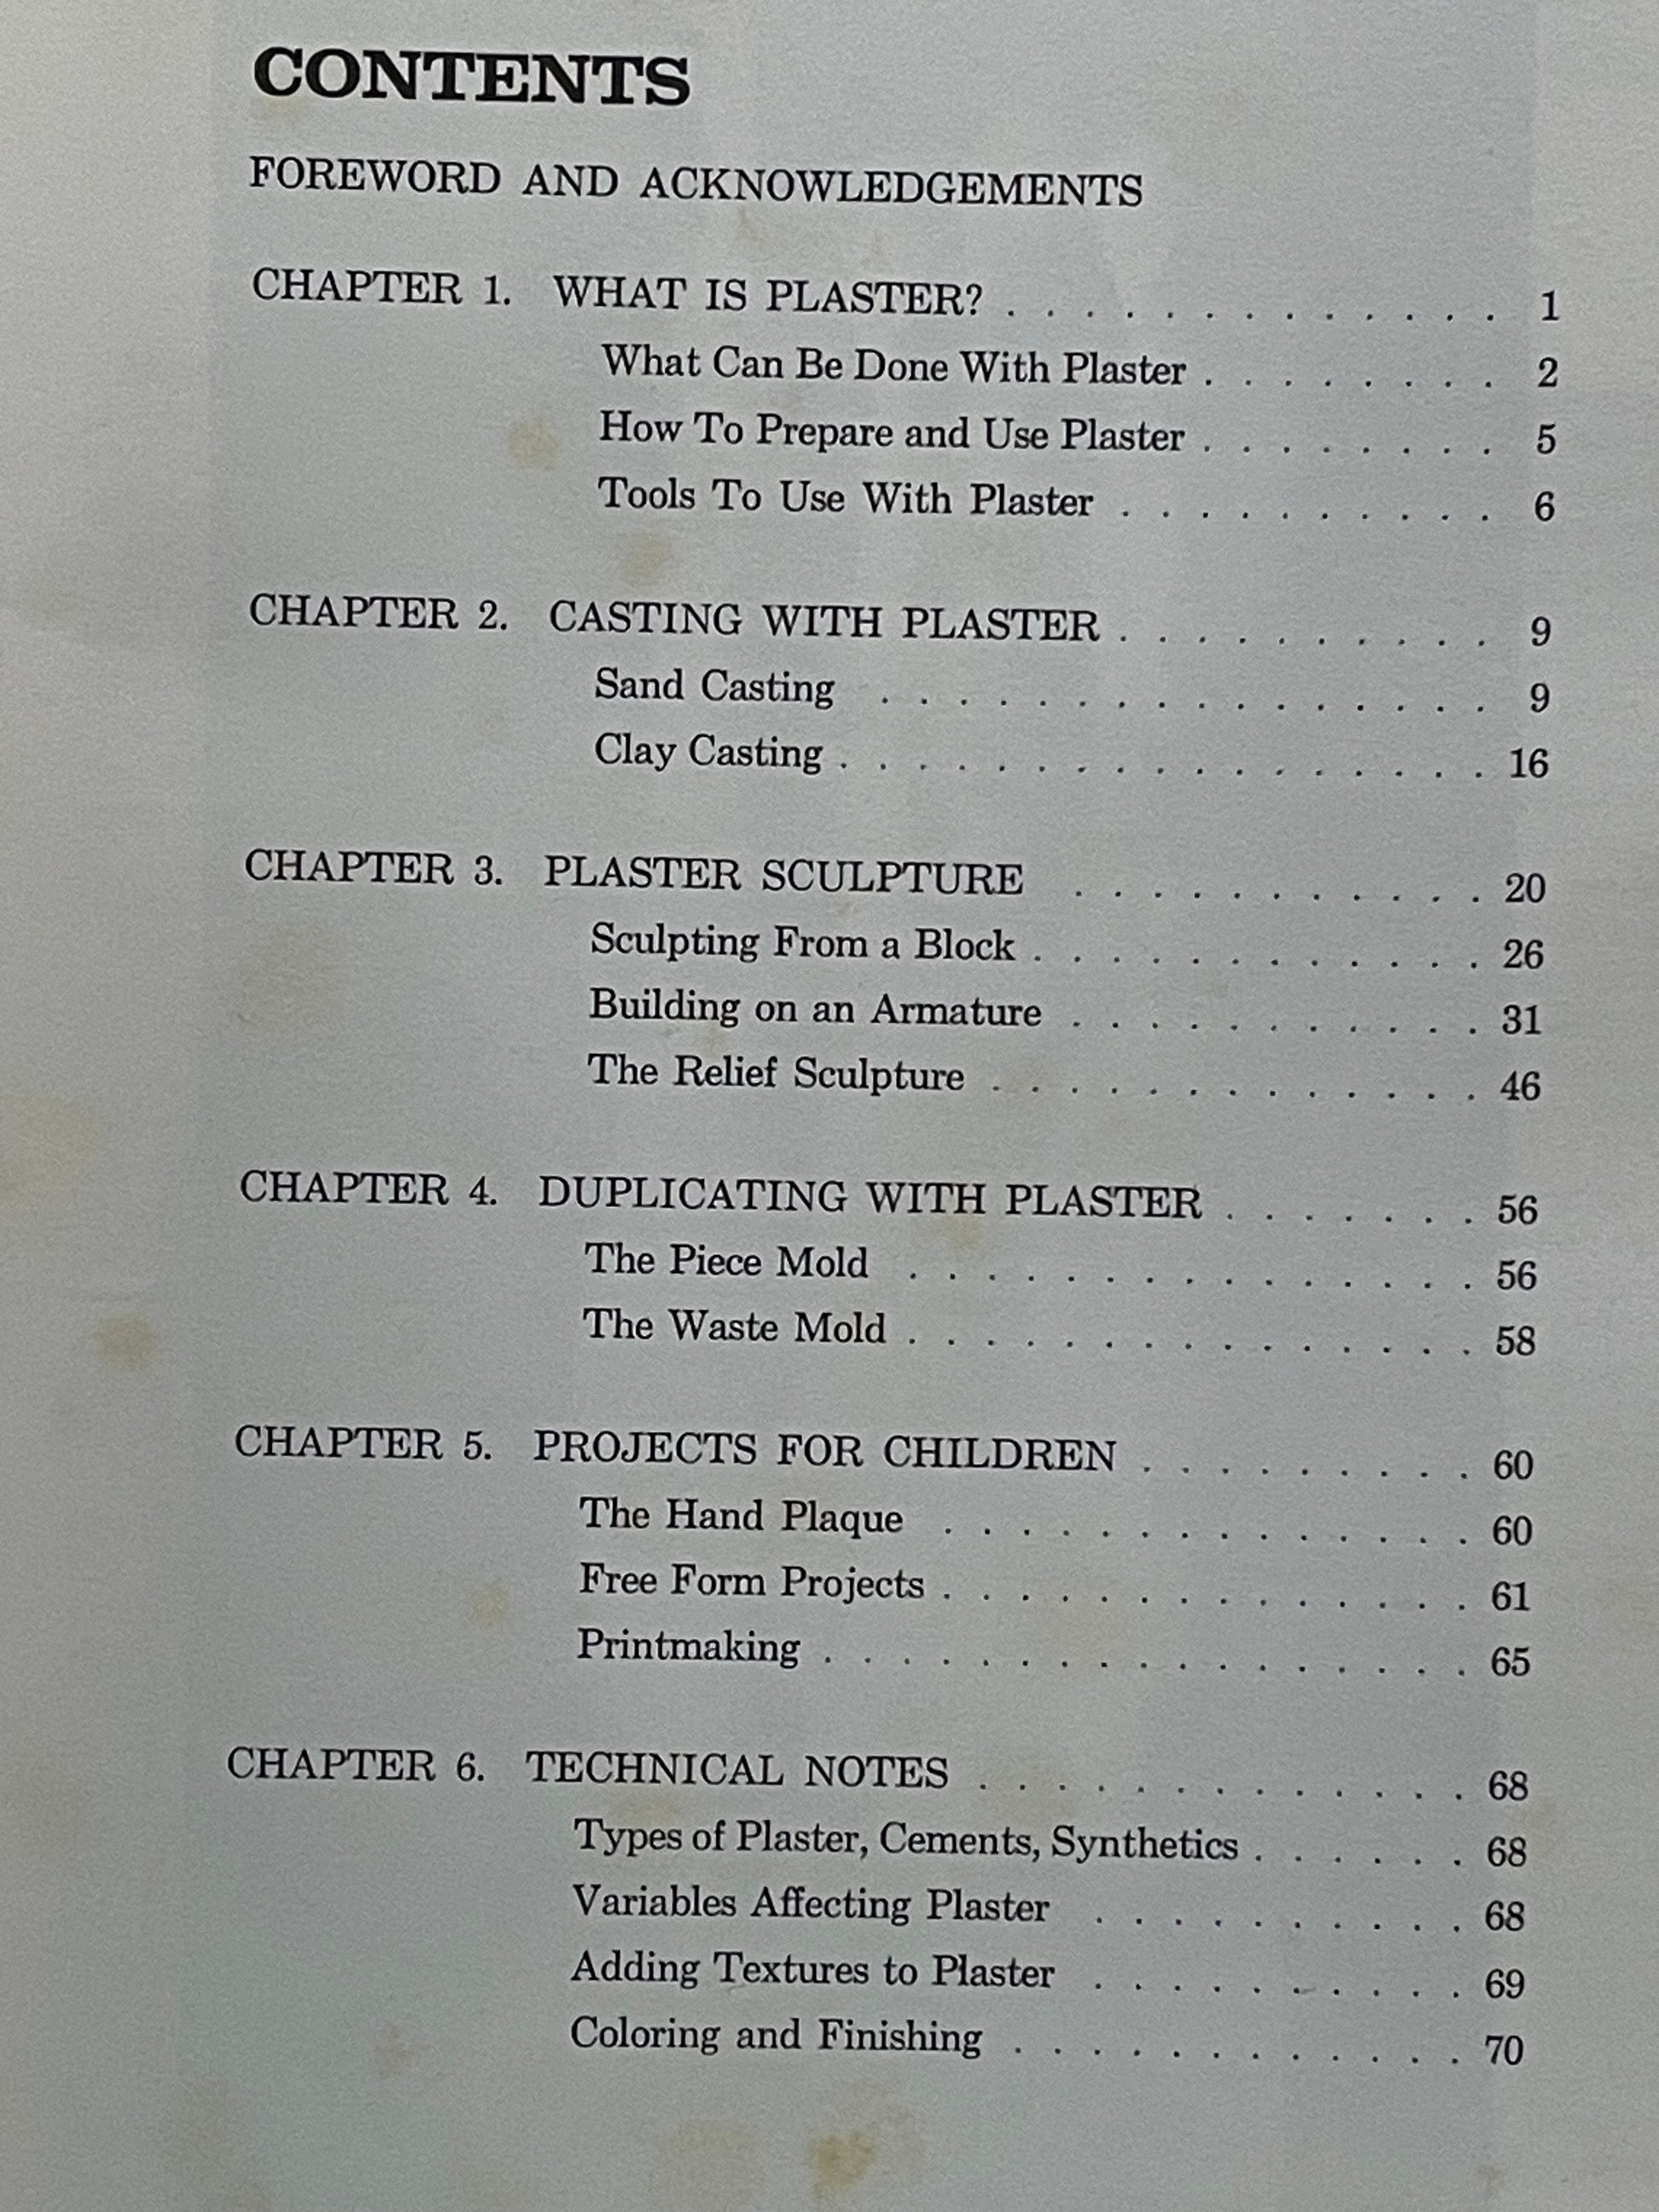 CONTENTS
FOREWORD AND ACKNOWLEDGEMENTS
CHAPTER 1. WHAT IS PLASTER? . . . . . . . . . . . . . 1
What Can Be Done With Plaster . . . . . . . . 2
How To Prepare and Use Plaster . . . . . . . . 5
Tools To Use With Plaster . . . . . . . . . . 6
CHAPTER 2. CASTING WITH PLASTER . . . . . . . . . . 9
Sand Casting . . . . . . . . . . . . . . . . 9
Clay Casting . . . . . . . . . . . . . . . . . 16
CHAPTER 3. PLASTER SCULPTURE . . . . . . . . . . . 20
Sculpting From a Block . . . . . . . . . . . . 26
Building on an Armature . . . . . . . . . . . 31
The Relief Sculpture . . . . . . . . . . . . . 46
CHAPTER 4. DUPLICATING WITH PLASTER . . . . . . . 56
The Piece Mold . . . . . . . . . . . . . . . 56
The Waste Mold . . . . . . . . . . . . . . . 58
CHAPTER 5. PROJECTS FOR CHILDREN . . . . . . . . . 60
The Hand Plaque . . . . . . . . . . . . . . 60
Free Form Projects . . . . . . . . . . . . . . 61
Printmaking . . . . . . . . . . . . . . . . . 65
CHAPTER 6. TECHNICAL NOTES . . . . . . . . . . . . . 68
Types of Plaster, Cements, Synthetics . . . . . . 68
Variables Affecting Plaster . . . . . . . . . . 68
Adding Textures to Plaster . . . . . . . . . . 69
Coloring and Finishing . . . . . . . . . . . . 70